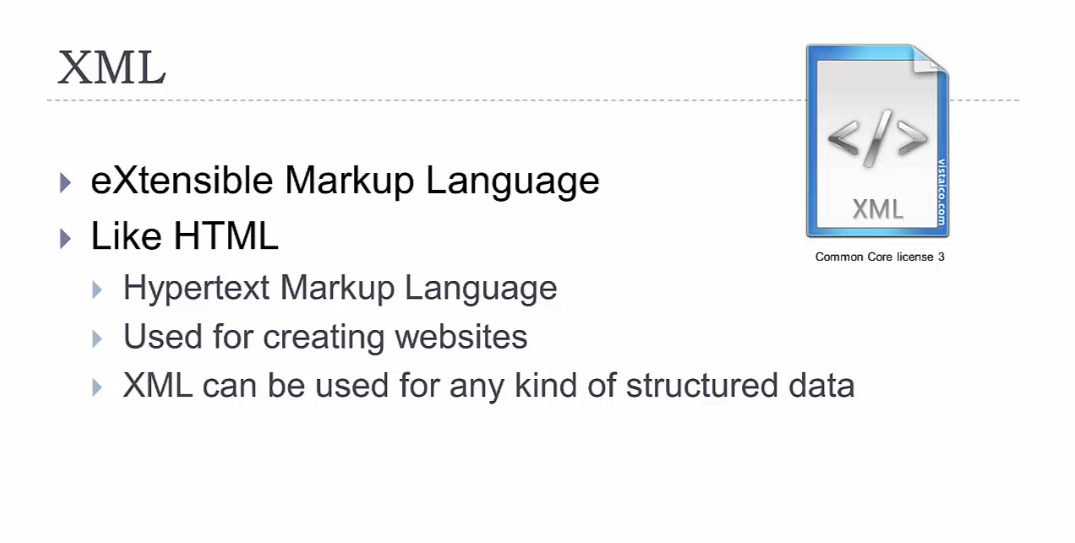 XML
eXtensible Markup Language
Like HTML
Hypertext Markup Language
Used for creating websites
XML can be used for any kind of structured data
</>
XML
vistaico.com
Common Core license 3